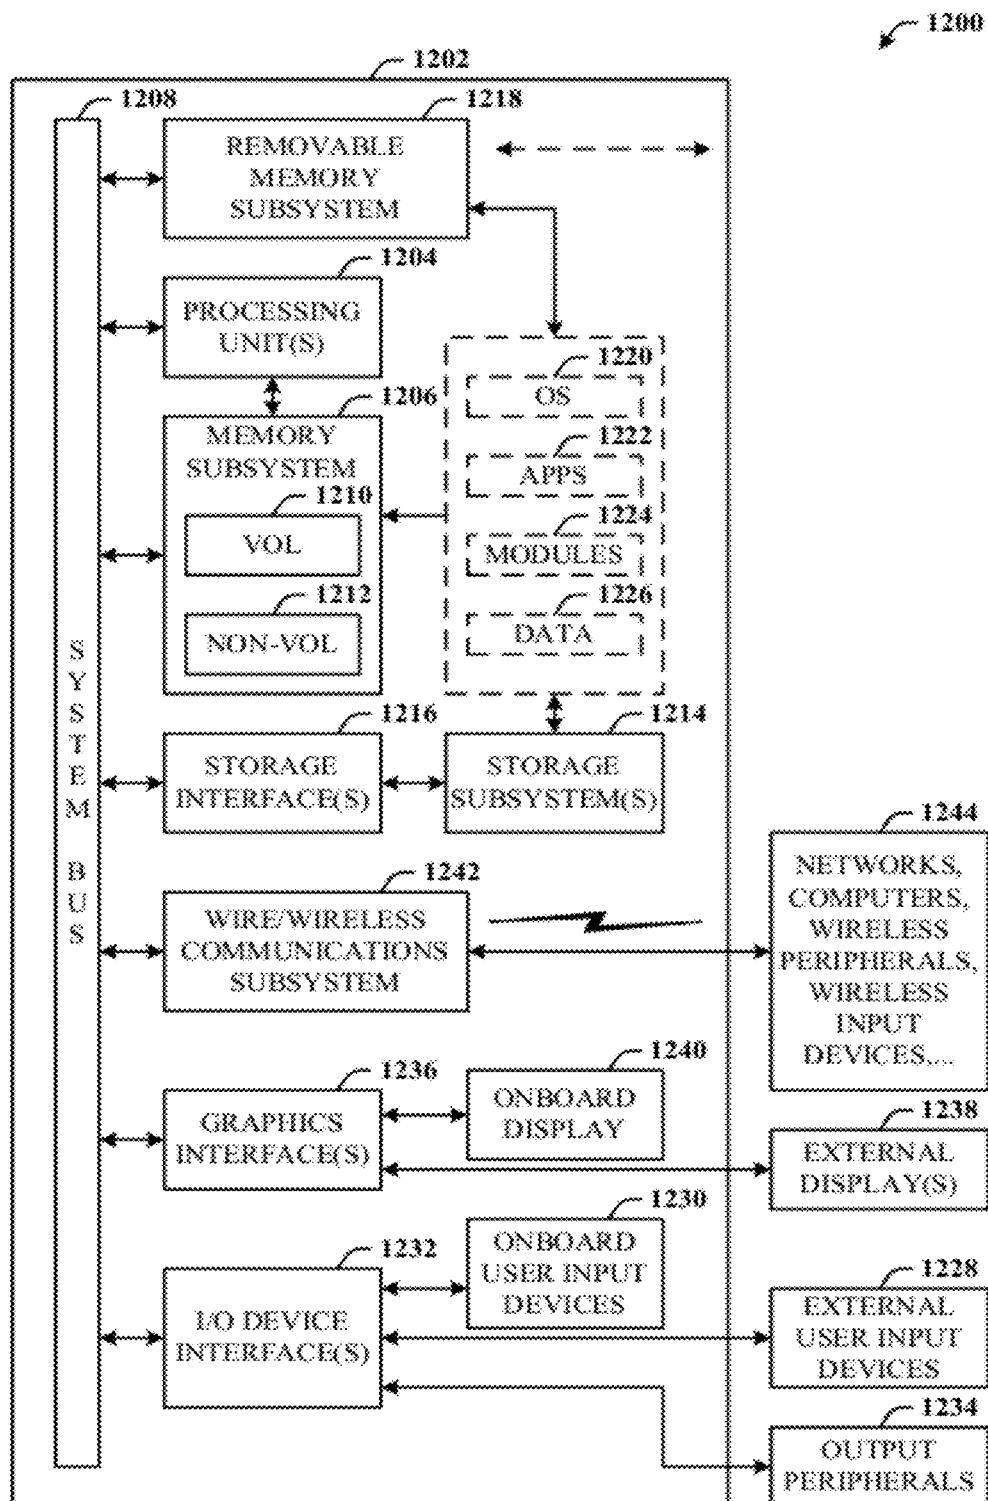 1200
1202
1208
1218
REMOVABLE
MEMORY
SUBSYSTEM
1204
PROCESSING
UNIT(S)
1206
MEMORY
SUBSYSTEM
1210
VOL
1212
NON-VOL
1220
OS
1222
APPS
1224
MODULES
1226
DATA
SYSTEM BUS
1216
STORAGE
INTERFACE(S)
1214
STORAGE
SUBSYSTEM(S)
1242
WIRE/WIRELESS
COMMUNICATIONS
SUBSYSTEM
1244
NETWORKS,
COMPUTERS,
WIRELESS
PERIPHERALS,
WIRELESS
INPUT
DEVICES,...
1236
GRAPHICS
INTERFACE(S)
1240
ONBOARD
DISPLAY
1238
EXTERNAL
DISPLAY(S)
1232
I/O DEVICE
INTERFACE(S)
1230
ONBOARD
USER INPUT
DEVICES
1228
EXTERNAL
USER INPUT
DEVICES
1234
OUTPUT
PERIPHERALS